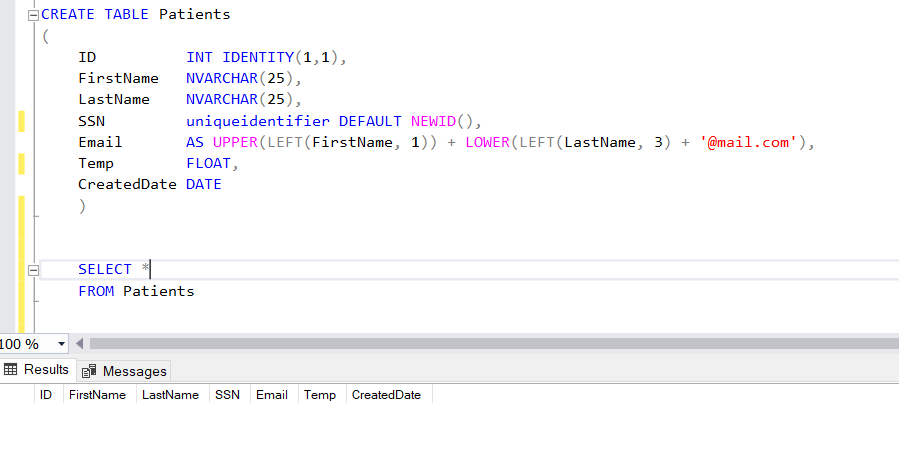 CREATE TABLE Patients
(
ID INT IDENTITY(1,1),
FirstName NVARCHAR(25),
LastName NVARCHAR(25),
SSN uniqueidentifier DEFAULT NEWID(),
Email AS UPPER(LEFT(FirstName, 1)) + LOWER(LEFT(LastName, 3) + '@mail.com'),
Temp FLOAT,
CreatedDate DATE
)
SELECT *
FROM Patients
100 %
Results Messages
ID FirstName LastName SSN Email Temp CreatedDate